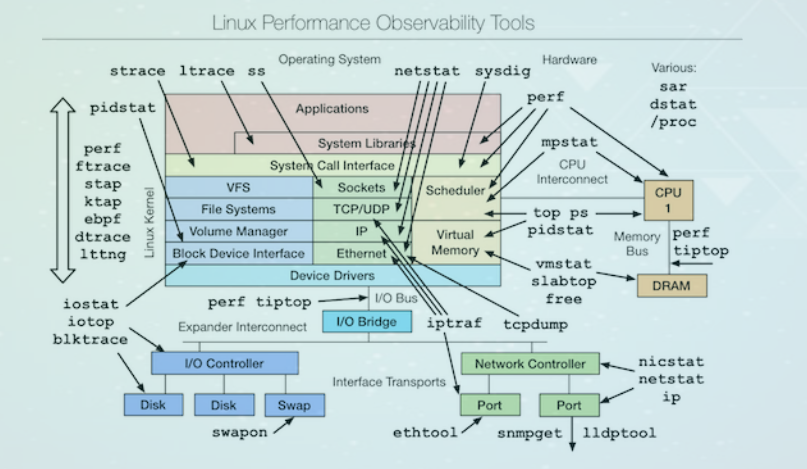 Linux Performance Observability Tools
Operating System
Hardware
Various:
strace ltrace ss
netstat sysdig
sar
dstat
/proc
perf
pidstat
Applications
System Libraries
System Call Interface
mpstat
CPU
Interconnect
perf
ftrace
stap
ktap
ebpf
dtrace
lttng
Linux Kernel
VFS
Sockets
Scheduler
File Systems
TCP/UDP
Volume Manager
IP
Virtual
Memory
Block Device Interface
Ethernet
Device Drivers
CPU
1
top ps
pidstat
Memory
Bus
perf
tiptop
vmstat
slabtop
free
DRAM
iostat
iotop
blktrace
perf tiptop
I/O Bus
Expander Interconnect
I/O Bridge
iptraf
tcpdump
I/O Controller
Network Controller
nicstat
netstat
ip
Interface Transports
Disk
Disk
Swap
Port
Port
swapon
ethtool
snmpget
lldptool